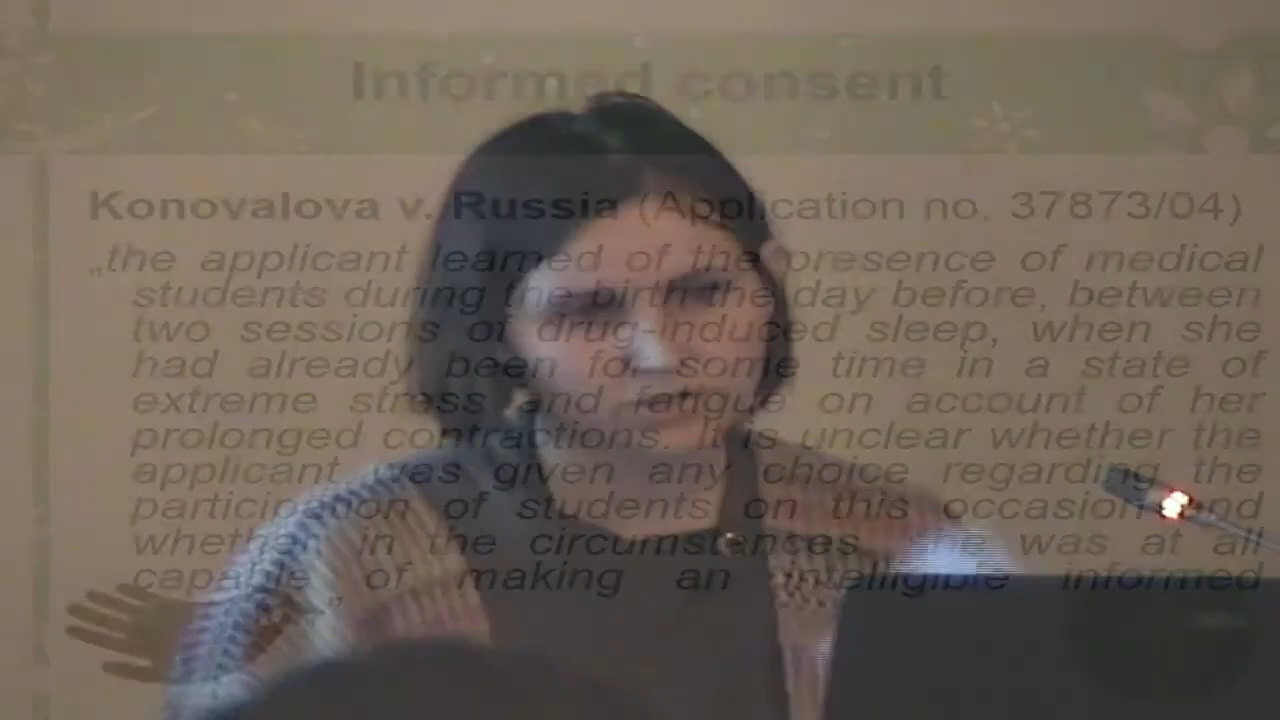 Informed consent
Konovalova v. Russia (Application no. 37873/04)
„the applicant learned of the presence of medical
students during the birth the day before, between
two sessions of drug-induced sleep, when she
had already been for some time in a state of
extreme stress and fatigue on account of her
prolonged contractions. It is unclear whether the
applicant was given any choice regarding the
participation of students on this occasion and
whether, in the circumstances, she was at all
capable of making an intelligible informed